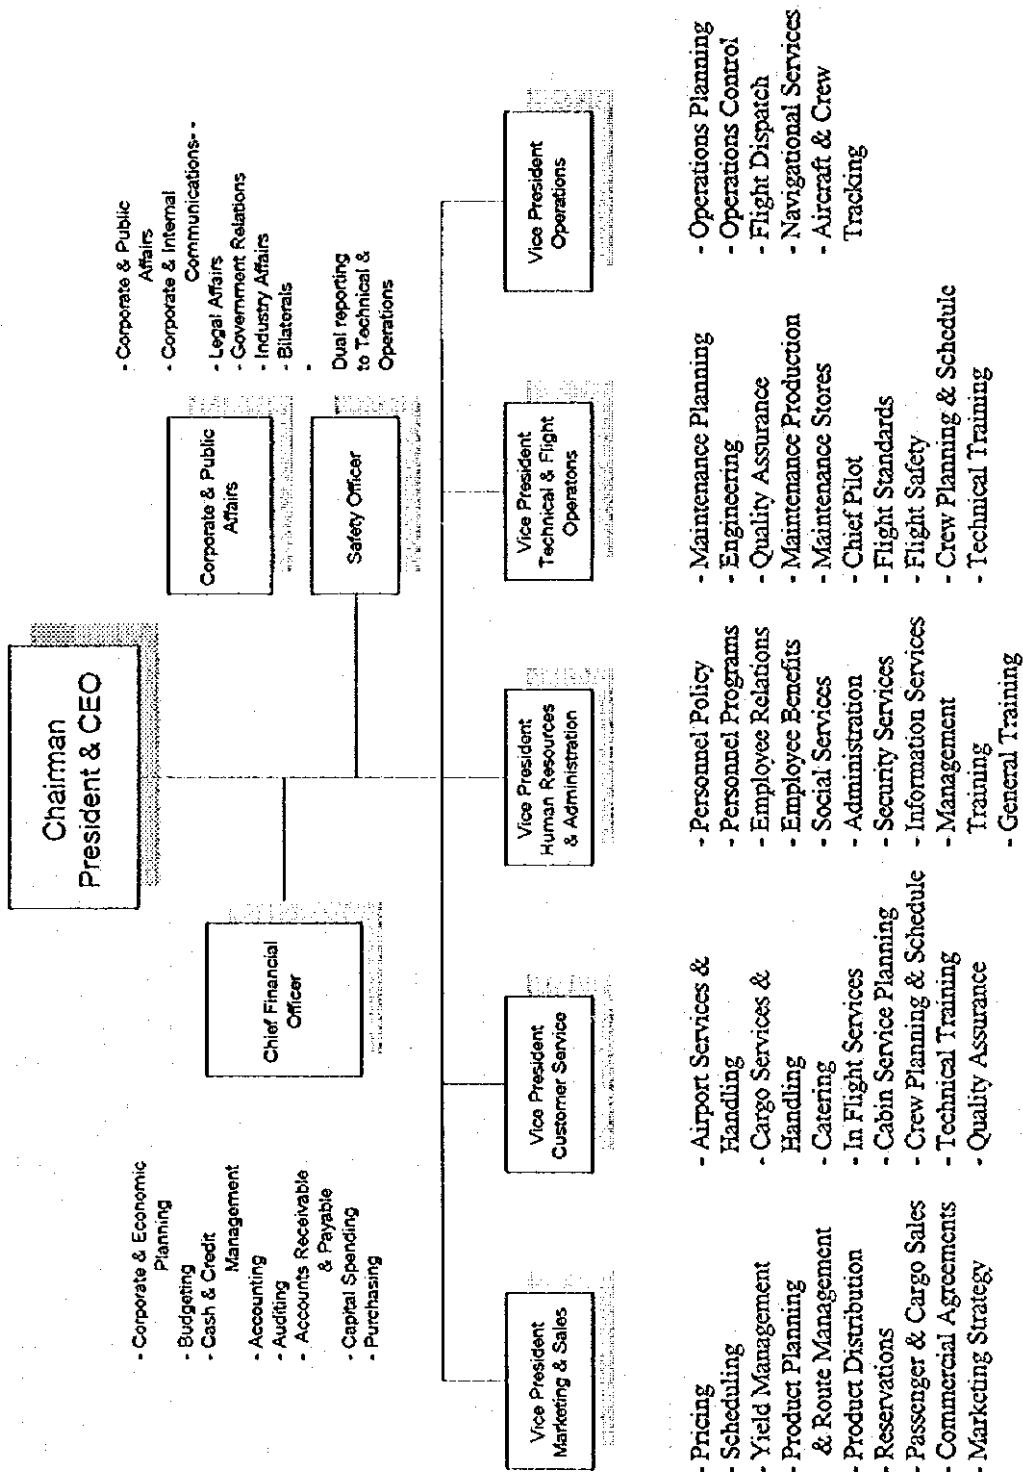 Chairman
President & CEO
- Corporate & Economic
Planning
- Budgeting
- Cash & Credit
Management
- Accounting
- Auditing
- Accounts Receivable
& Payable
- Capital Spending
- Purchasing
Chief Financial
Officer
Corporate & Public
Affairs
- Corporate & Public
Affairs
- Corporate & Internal
Communications- -
- Legal Affairs
- Government Relations
- Industry Affairs
- Bilaterals
-
Safety Officer
Dual reporting
to Technical &
Operations
Vice President
Marketing & Sales
- Pricing
- Scheduling
- Yield Management
- Product Planning
& Route Management
- Product Distribution
- Reservations
- Passenger & Cargo Sales
- Commercial Agreements
- Marketing Strategy
Vice President
Customer Service
- Airport Services &
Handling
- Cargo Services &
Handling
- Catering
- In Flight Services
- Cabin Service Planning
- Crew Planning & Schedule
- Technical Training
- Quality Assurance
Vice President
Human Resources
& Administration
- Personnel Policy
- Personnel Programs
- Employee Relations
- Employee Benefits
- Social Services
- Administration
- Security Services
- Information Services
- Management
Training
- General Training
Vice President
Technical & Flight
Operatons
- Maintenance Planning
- Engineering
- Quality Assurance
- Maintenance Production
- Maintenance Stores
- Chief Pilot
- Flight Standards
- Flight Safety
- Crew Planning & Schedule
- Technical Training
Vice President
Operations
- Operations Planning
- Operations Control
- Flight Dispatch
- Navigational Services
- Aircraft & Crew
Tracking